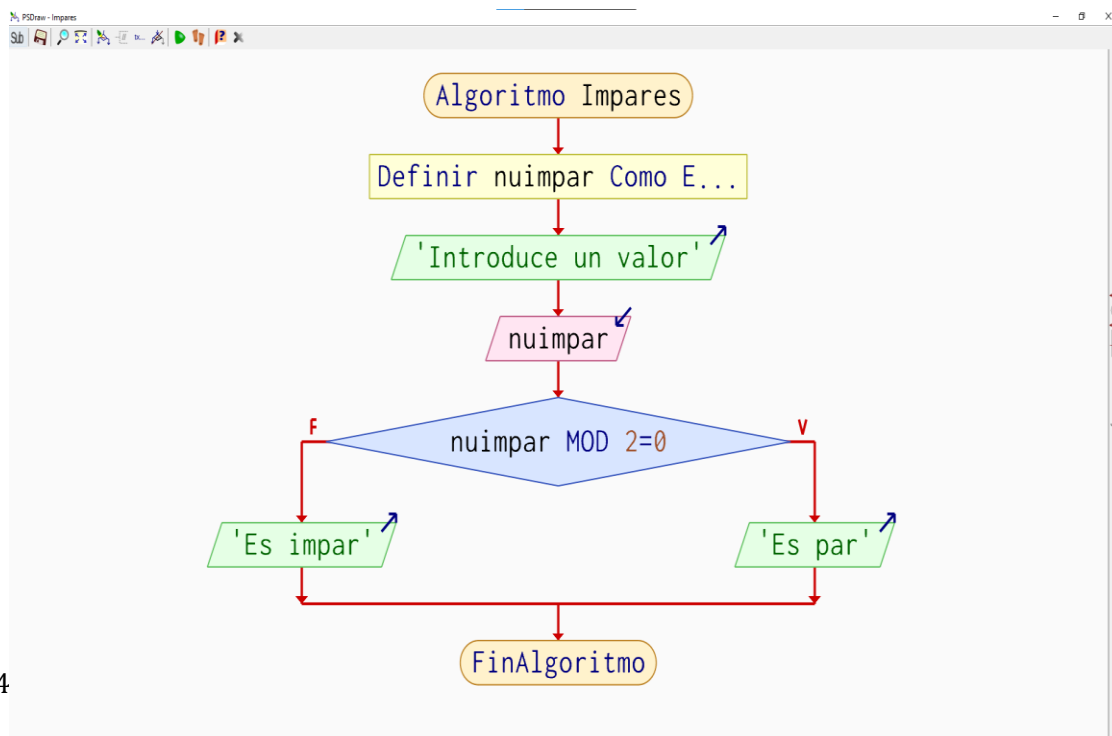 PSDraw - Impares
Sub
Algoritmo Impares
Definir nuimpar Como E...
'Introduce un valor'
nuimpar
F
V
nuimpar MOD 2=0
'Es impar'
'Es par'
FinAlgoritmo
4